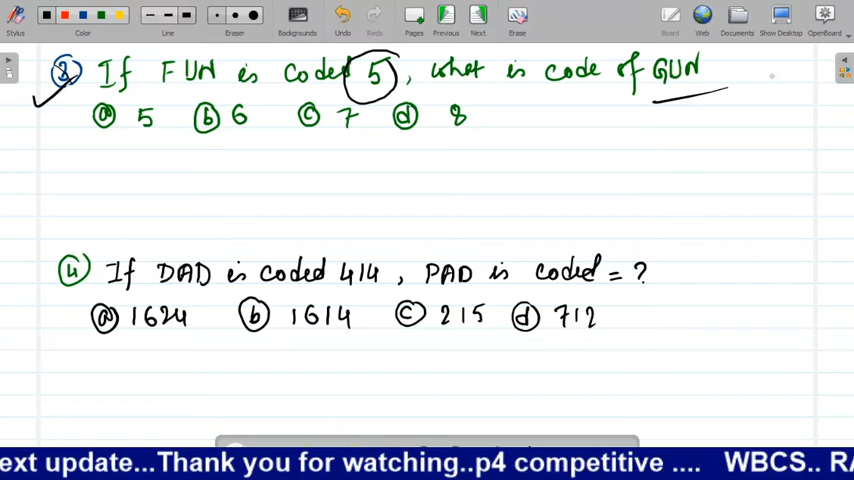 Stylus Color Line Eraser Backgrounds Undo Redo Pages Previous Next Erase Board Web Documents Show Desktop OpenBoard
③ If FUN is coded 5, what is code of GUN
ⓐ 5 ⓑ 6 ⓒ 7 ⓓ 8
④ If DAD is coded 414, PAD is coded = ?
ⓐ 1624 ⓑ 1614 ⓒ 215 ⓓ 712
ext update...Thank you for watching..p4 competitive .... WBCS.. RA